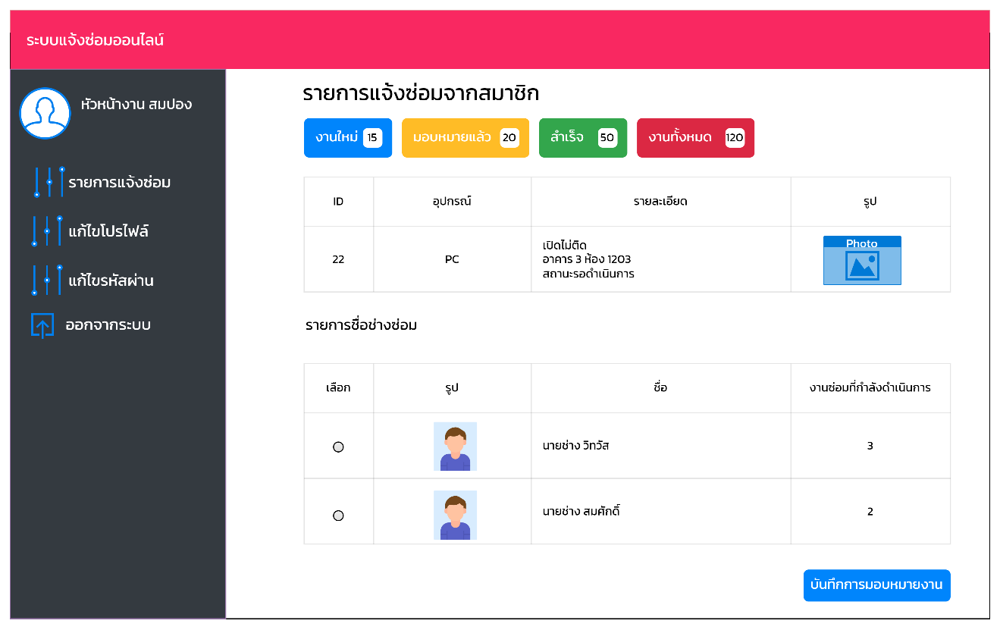 ระบบแจ้งซ่อมออนไลน์
หัวหน้างาน สมปอง
รายการแจ้งซ่อม
แก้ไขโปรไฟล์
แก้ไขรหัสผ่าน
ออกจากระบบ
รายการแจ้งซ่อมจากสมาชิก
งานใหม่ 15 มอบหมายแล้ว 20 สำเร็จ 50 งานทั้งหมด 120
ID อุปกรณ์ รายละเอียด รูป
22 PC เปิดไม่ติด
อาคาร 3 ห้อง 1203
สถานะรอดำเนินการ
Photo
รายการชื่อช่างซ่อม
เลือก รูป ชื่อ งานซ่อมที่กำลังดำเนินการ
นายช่าง วิทวัส 3
นายช่าง สมศักดิ์ 2
บันทึกการมอบหมายงาน